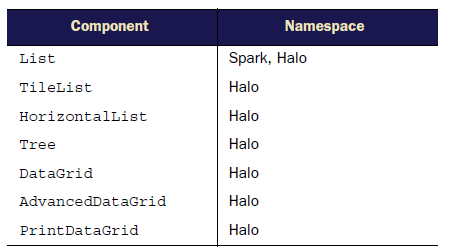 Component Namespace
List Spark, Halo
TileList Halo
HorizontalList Halo
Tree Halo
DataGrid Halo
AdvancedDataGrid Halo
PrintDataGrid Halo